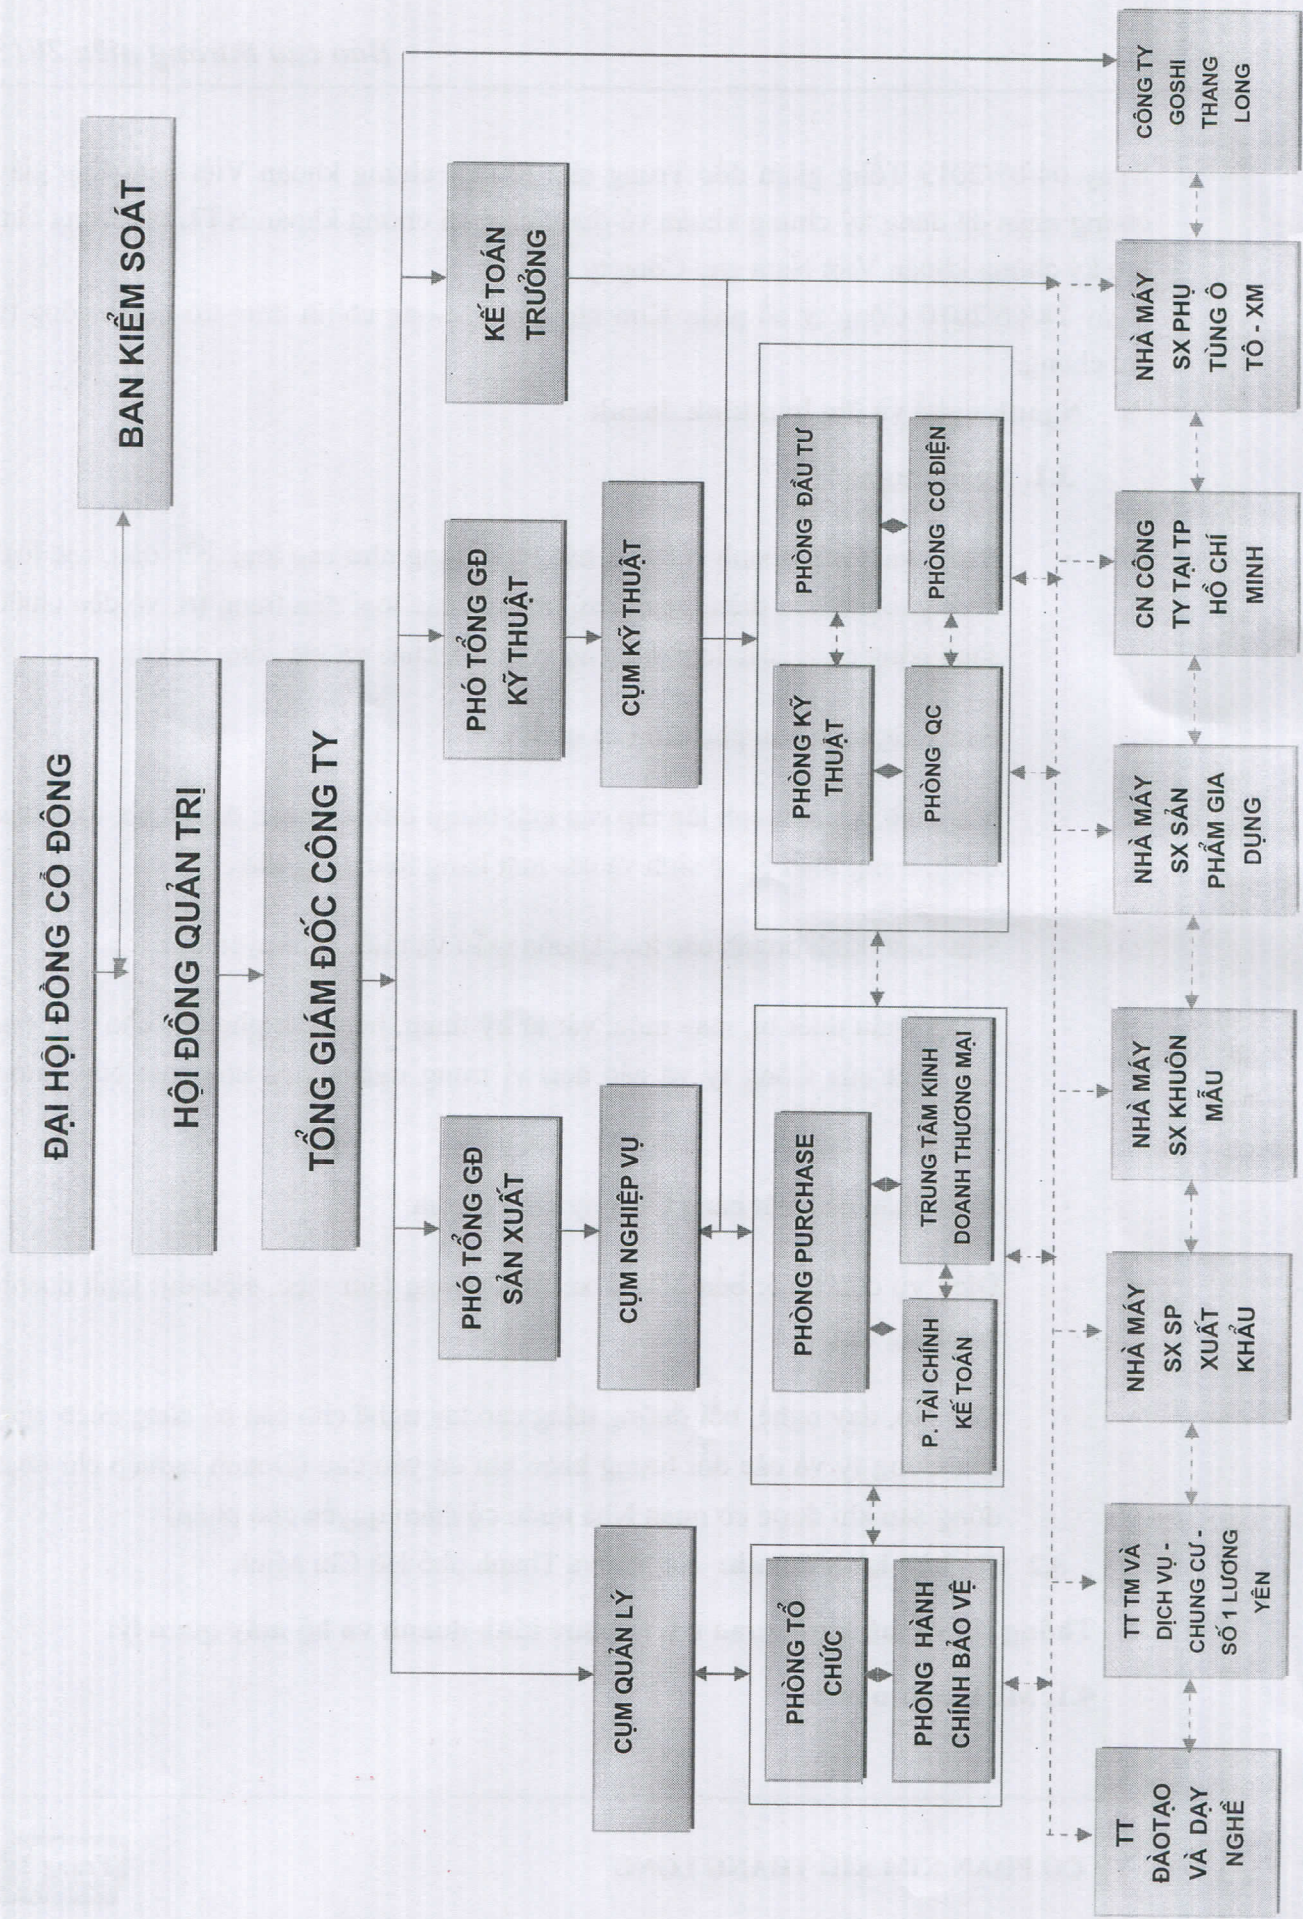 ĐẠI HỘI ĐỒNG CỔ ĐÔNG
BAN KIỂM SOÁT
HỘI ĐỒNG QUẢN TRỊ
TỔNG GIÁM ĐỐC CÔNG TY
PHÓ TỔNG GĐ
SẢN XUẤT
PHÓ TỔNG GĐ
KỸ THUẬT
KẾ TOÁN
TRƯỞNG
CỤM QUẢN LÝ
CỤM NGHIỆP VỤ
CỤM KỸ THUẬT
PHÒNG TỔ
CHỨC
PHÒNG HÀNH
CHÍNH BẢO VỆ
PHÒNG PURCHASE
P. TÀI CHÍNH
KẾ TOÁN
TRUNG TÂM KINH
DOANH THƯƠNG MẠI
PHÒNG KỸ
THUẬT
PHÒNG ĐẦU TƯ
PHÒNG QC
PHÒNG CƠ ĐIỆN
TT
ĐÀOTẠO
VÀ DẠY
NGHỀ
TT TM VÀ
DỊCH VỤ -
CHUNG CƯ -
SỐ 1 LƯƠNG
YÊN
NHÀ MÁY
SX SP
XUẤT
KHẨU
NHÀ MÁY
SX KHUÔN
MẪU
NHÀ MÁY
SX SẢN
PHẨM GIA
DỤNG
CN CÔNG
TY TẠI TP
HỒ CHÍ
MINH
NHÀ MÁY
SX PHỤ
TÙNG Ô
TÔ - XM
CÔNG TY
GOSHI
THANG
LONG